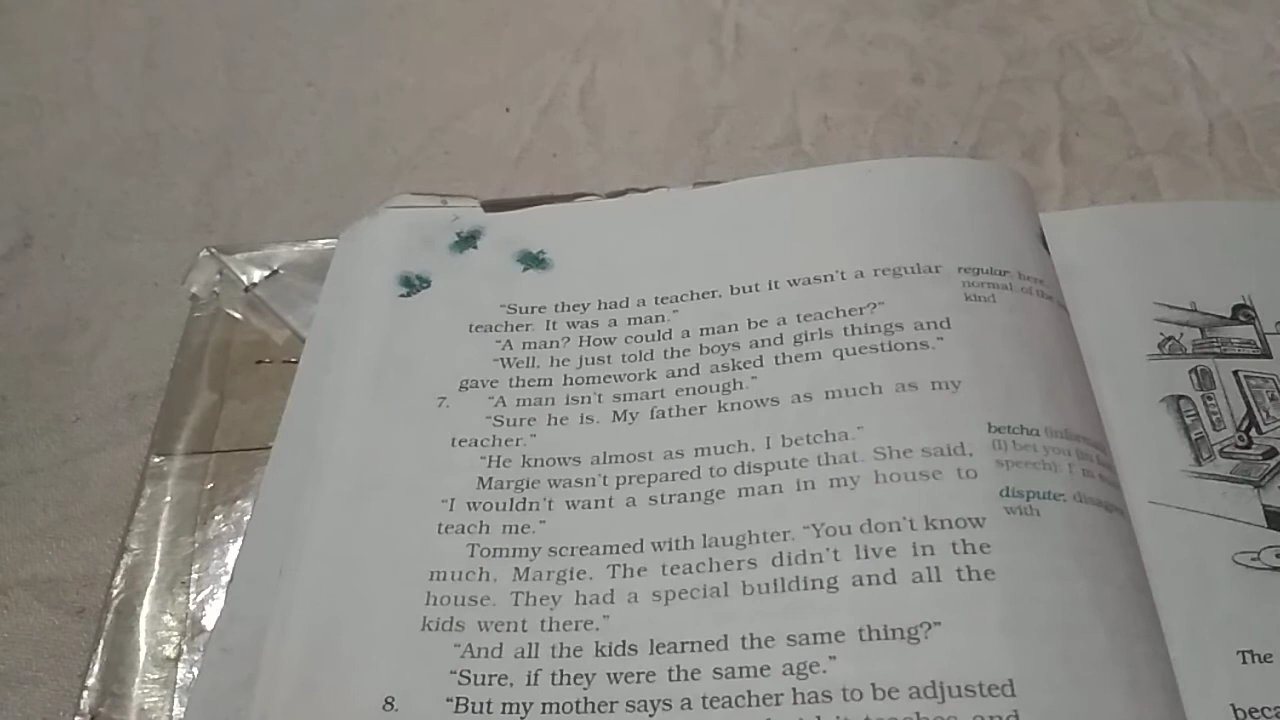 "Sure they had a teacher, but it wasn't a regular
teacher. It was a man."
"A man? How could a man be a teacher?"
"Well, he just told the boys and girls things and
gave them homework and asked them questions."
7. "A man isn't smart enough."
"Sure he is. My father knows as much as my
teacher."
"He knows almost as much, I betcha."
Margie wasn't prepared to dispute that. She said,
"I wouldn't want a strange man in my house to
teach me."
Tommy screamed with laughter. "You don't know
much, Margie. The teachers didn't live in the
house. They had a special building and all the
kids went there."
"And all the kids learned the same thing?"
"Sure, if they were the same age."
8. "But my mother says a teacher has to be adjusted
and
regular: here,
normal; of the
kind
betcha
(I) bet you
speech): I'm
dispute:
with
The